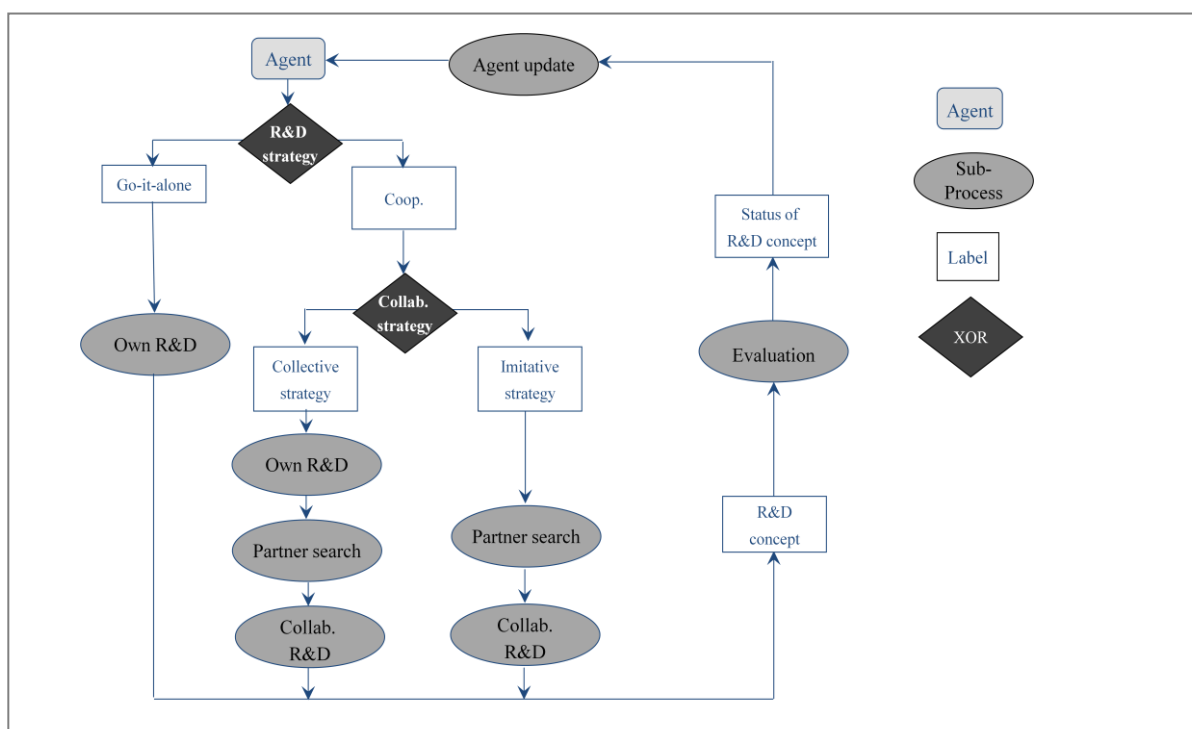 Agent
Agent update
R&D
strategy
Go-it-alone
Coop.
Collab.
strategy
Own R&D
Collective
strategy
Imitative
strategy
Own R&D
Partner search
Partner search
Collab.
R&D
Collab.
R&D
Status of
R&D concept
Evaluation
R&D
concept
Agent
Sub-
Process
Label
XOR